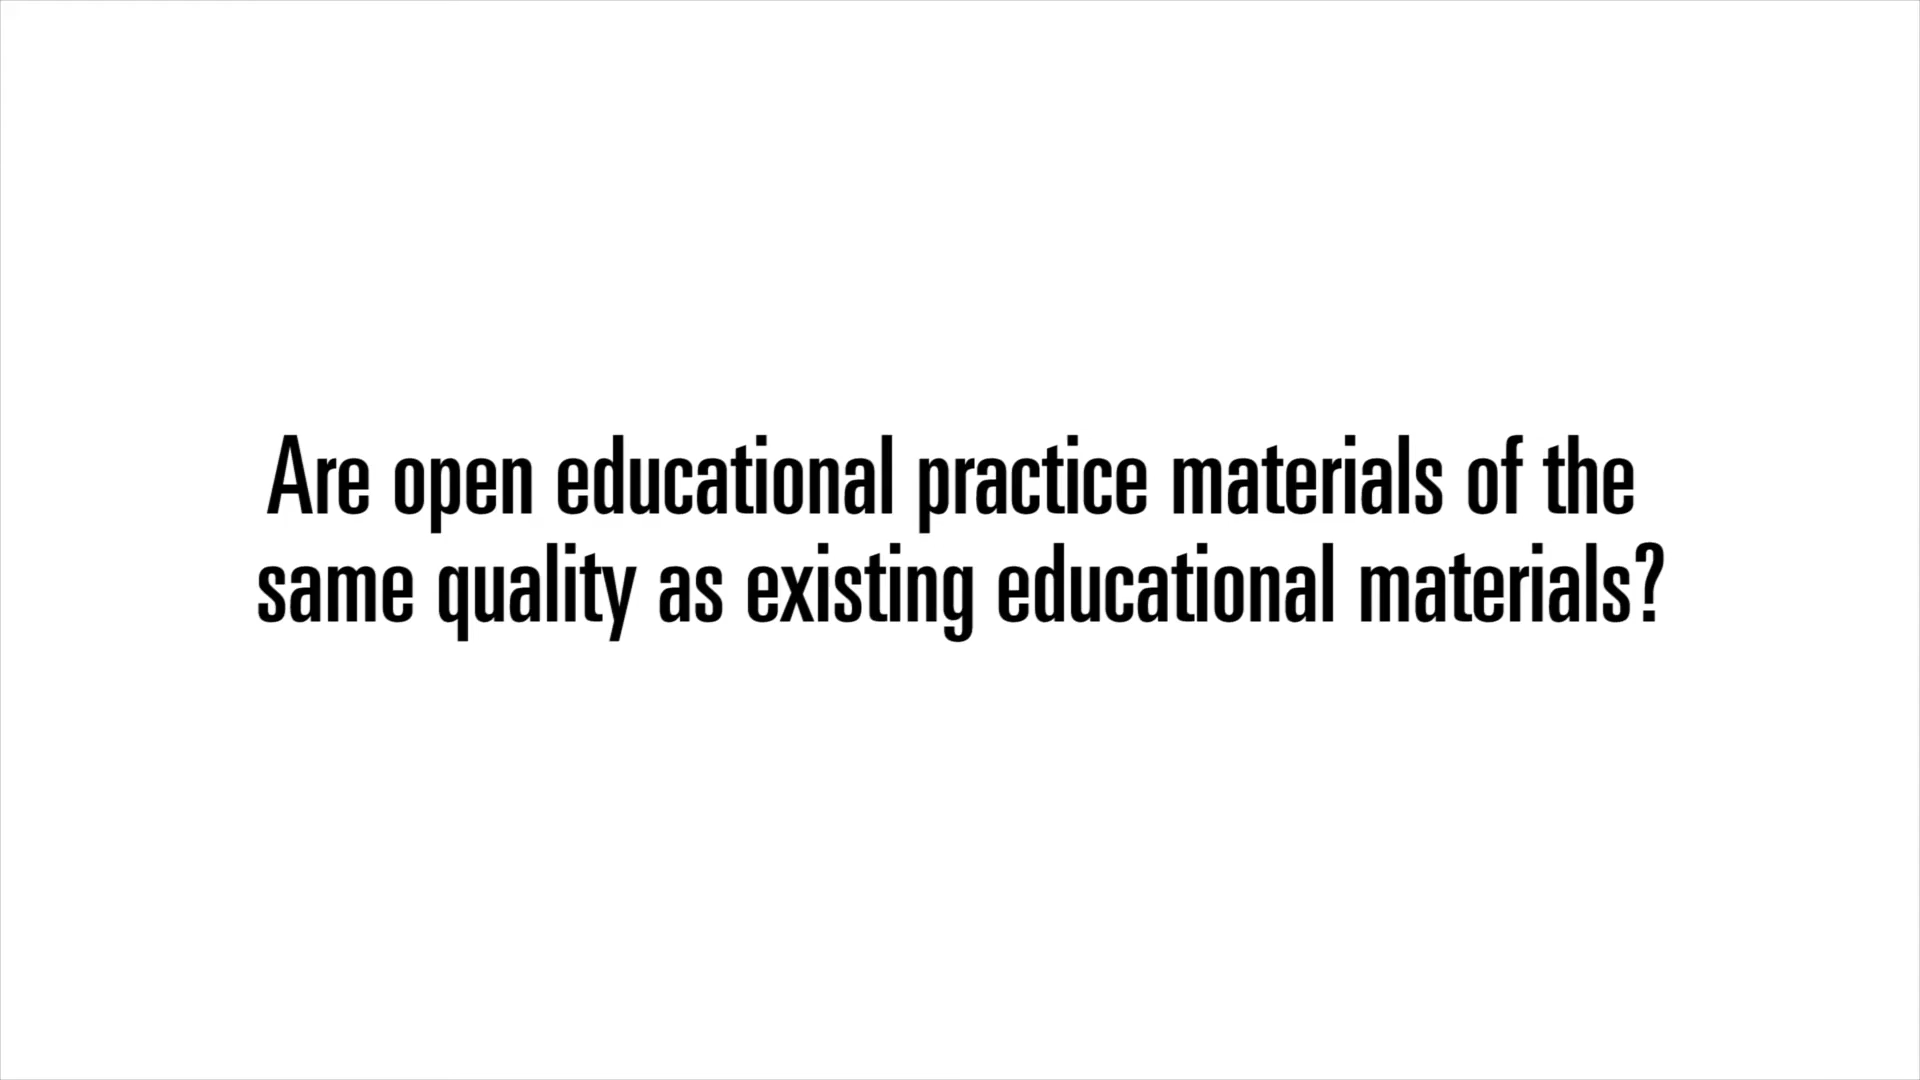 Are open educational practice materials of the
same quality as existing educational materials?